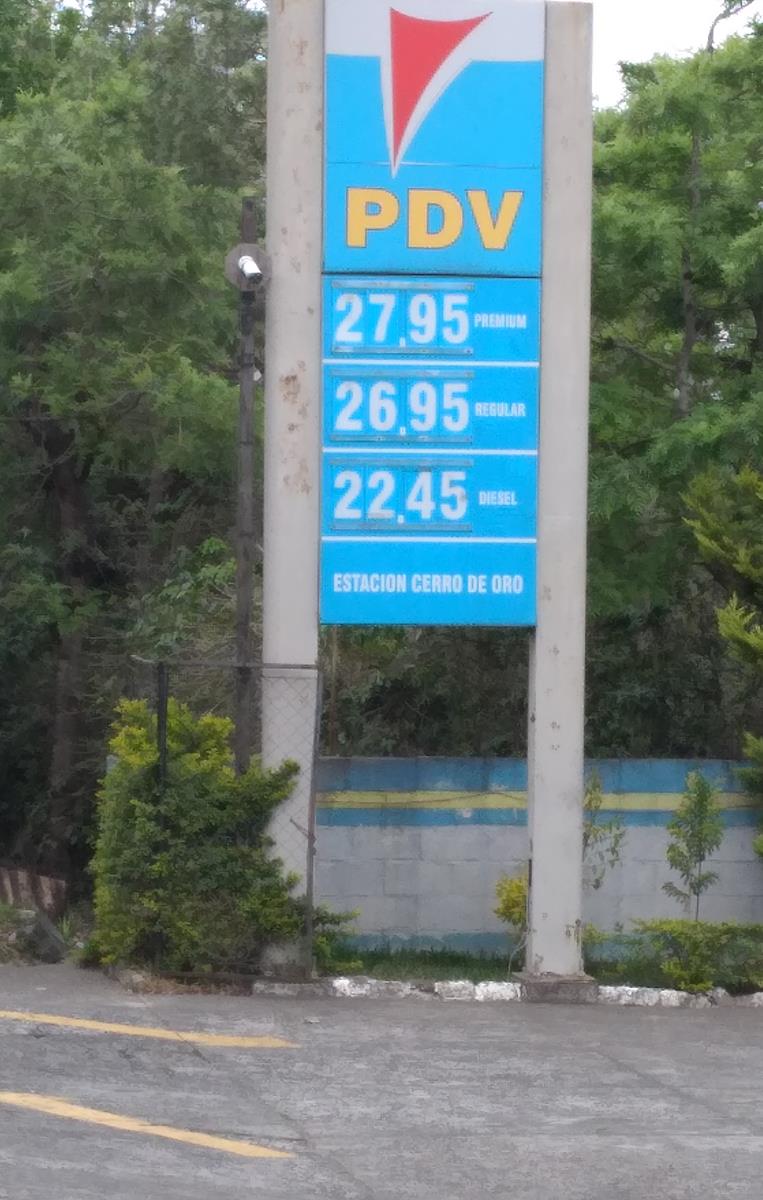 PDV
27.95 PREMIUM
26.95 REGULAR
22.45 DIESEL
ESTACION CERRO DE ORO